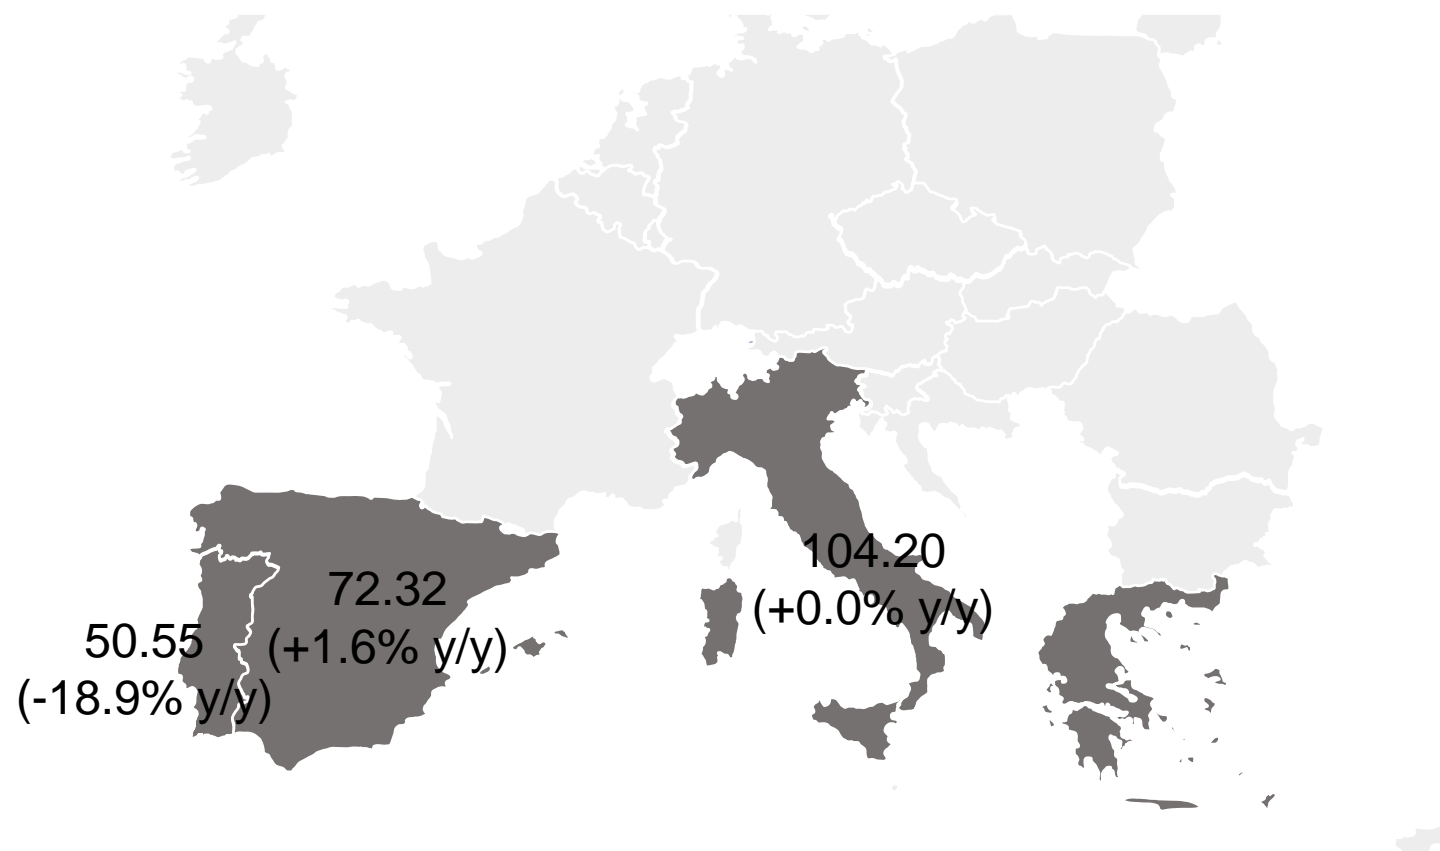 104.20
(+0.0% y/y)
72.32
(+1.6% y/y)
50.55
(-18.9% y/y)